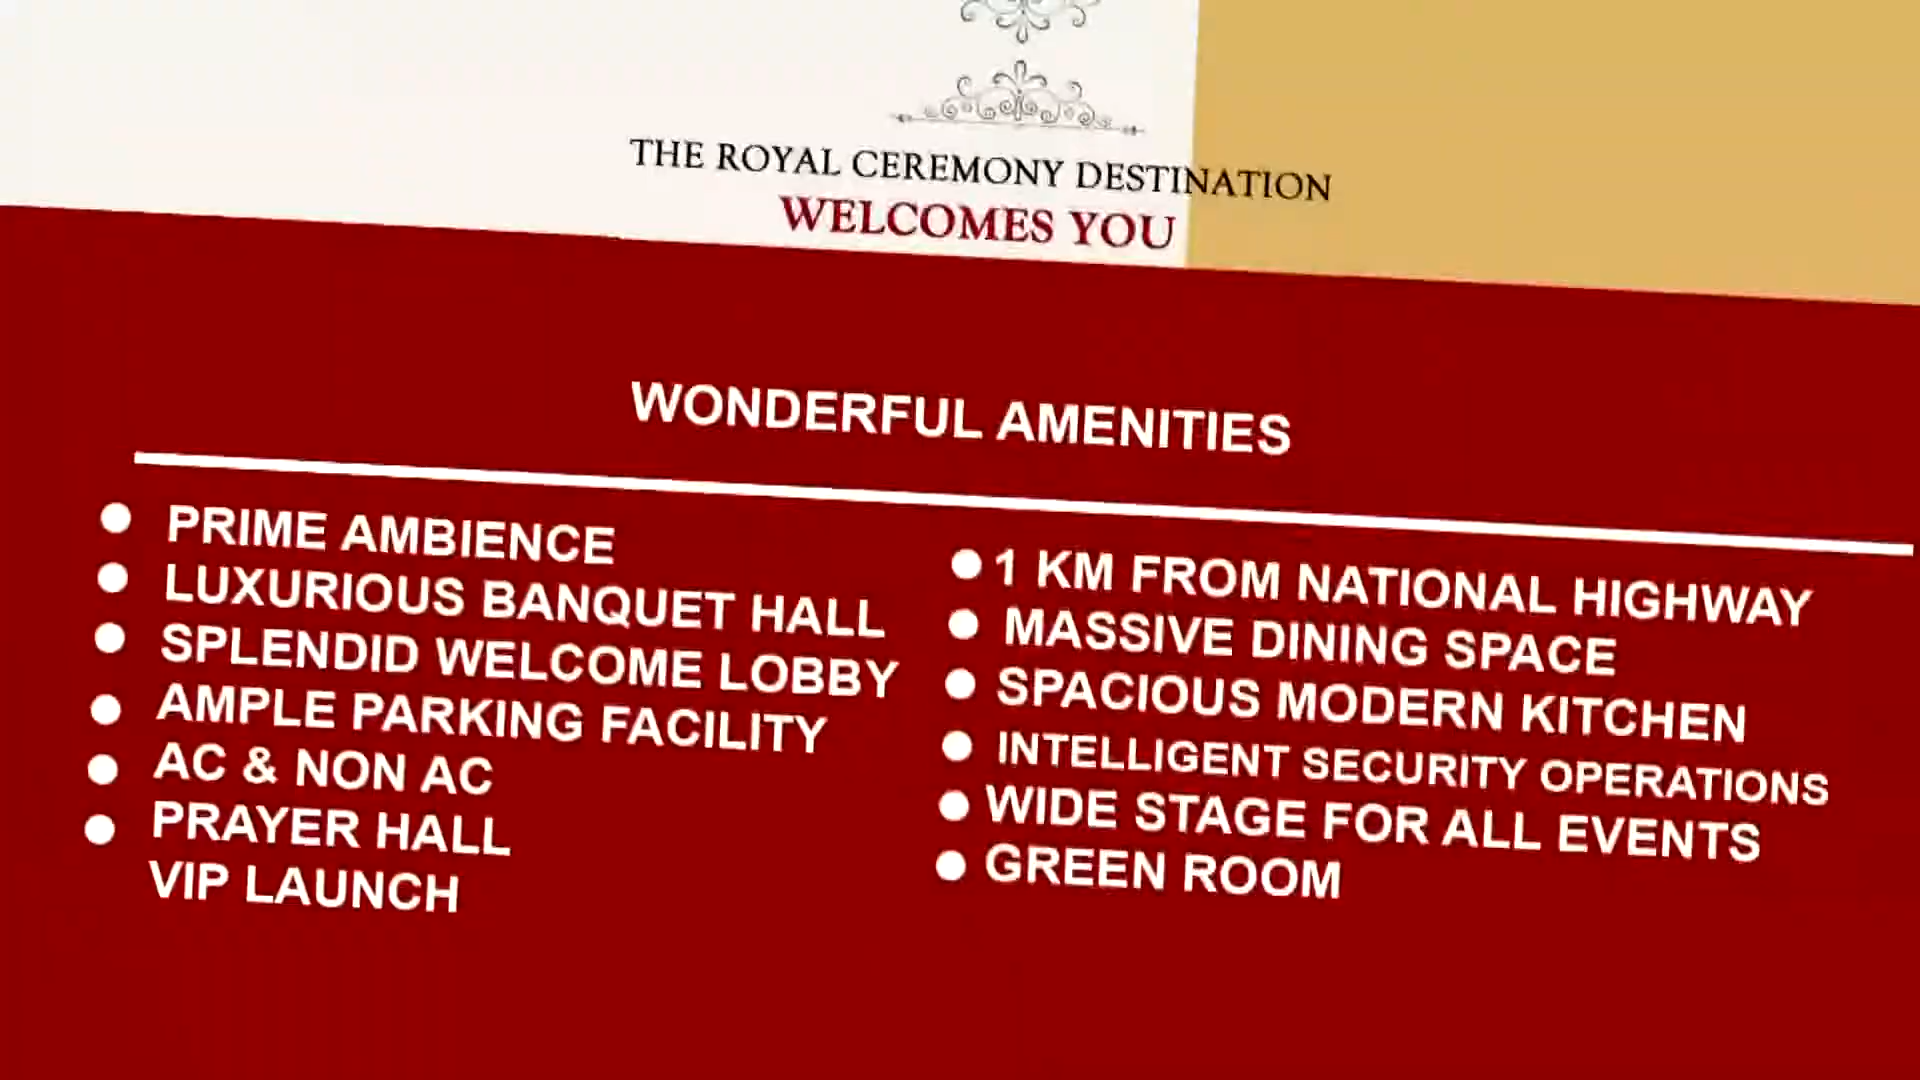 THE ROYAL CEREMONY DESTINATION
WELCOMES YOU
WONDERFUL AMENITIES
PRIME AMBIENCE
LUXURIOUS BANQUET HALL
SPLENDID WELCOME LOBBY
AMPLE PARKING FACILITY
AC & NON AC
PRAYER HALL
VIP LAUNCH
1 KM FROM NATIONAL HIGHWAY
MASSIVE DINING SPACE
SPACIOUS MODERN KITCHEN
INTELLIGENT SECURITY OPERATIONS
WIDE STAGE FOR ALL EVENTS
GREEN ROOM